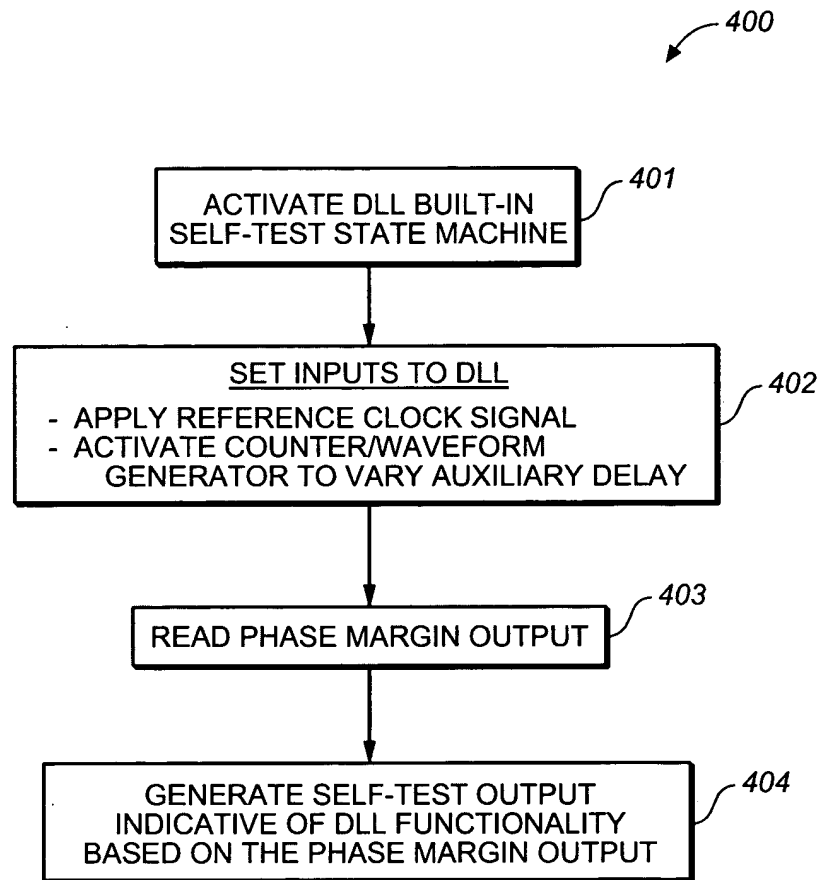 400
401
ACTIVATE DLL BUILT-IN
SELF-TEST STATE MACHINE
402
SET INPUTS TO DLL
- APPLY REFERENCE CLOCK SIGNAL
- ACTIVATE COUNTER/WAVEFORM
GENERATOR TO VARY AUXILIARY DELAY
403
READ PHASE MARGIN OUTPUT
404
GENERATE SELF-TEST OUTPUT
INDICATIVE OF DLL FUNCTIONALITY
BASED ON THE PHASE MARGIN OUTPUT